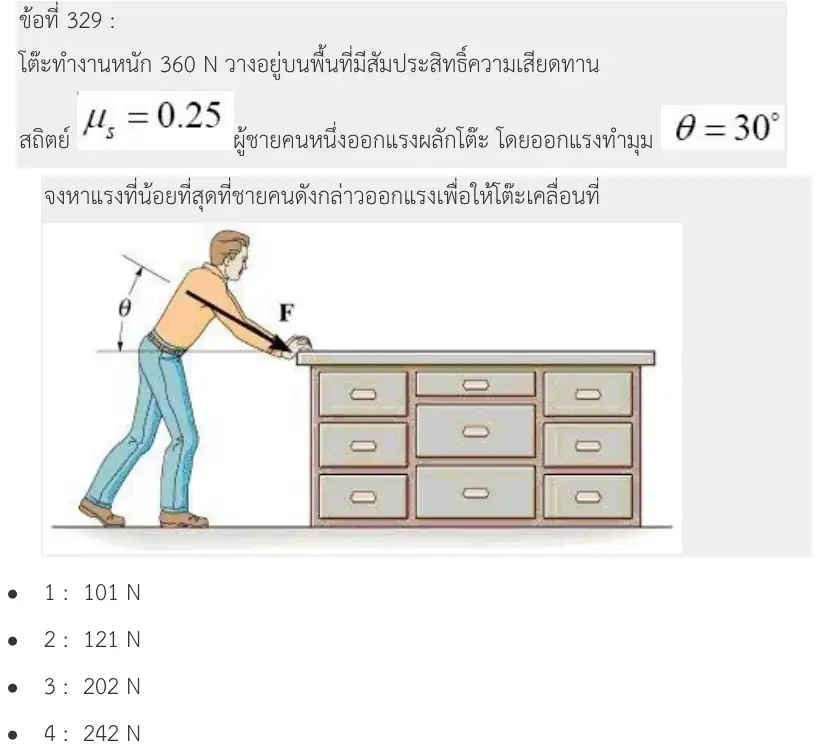 ข้อที่ 329 :
โต๊ะทำงานหนัก 360 N วางอยู่บนพื้นที่มีสัมประสิทธิ์ความเสียดทาน
สถิตย์ μₛ = 0.25 ผู้ชายคนหนึ่งออกแรงผลักโต๊ะ โดยออกแรงทำมุม θ = 30°
จงหาแรงที่น้อยที่สุดที่ชายคนดังกล่าวออกแรงเพื่อให้โต๊ะเคลื่อนที่
θ
F
• 1 : 101 N
• 2 : 121 N
• 3 : 202 N
• 4 : 242 N